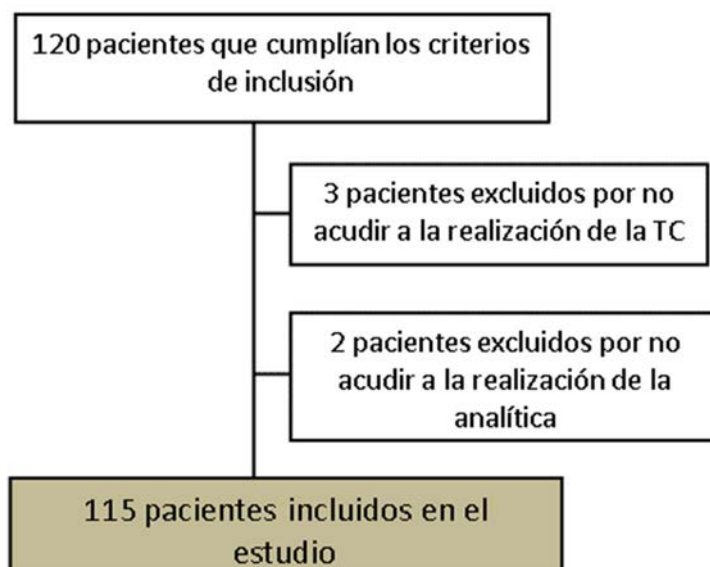 120 pacientes que cumplían los criterios
de inclusión
3 pacientes excluidos por no
acudir a la realización de la TC
2 pacientes excluidos por no
acudir a la realización de la
analítica
115 pacientes incluidos en el
estudio